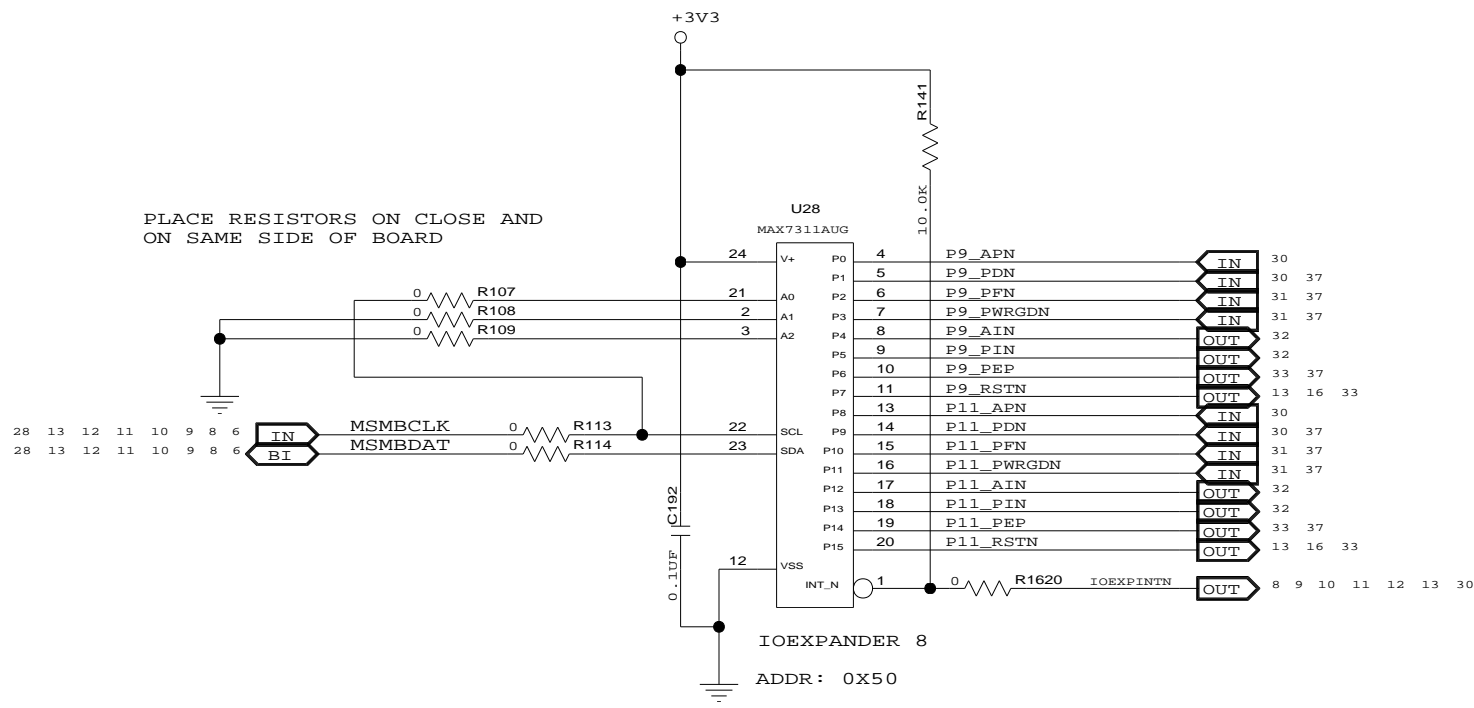 +3V3
R141
10.0K
PLACE RESISTORS ON CLOSE AND
ON SAME SIDE OF BOARD
U28
MAX7311AUG
24 V+ P0 4 P9_APN IN 30
P1 5 P9_PDN IN 30 37
0 R107 21 A0 P2 6 P9_PFN IN 31 37
0 R108 2 A1 P3 7 P9_PWRGDN IN 31 37
0 R109 3 A2 P4 8 P9_AIN OUT 32
P5 9 P9_PIN OUT 32
P6 10 P9_PEP OUT 33 37
P7 11 P9_RSTN OUT 13 16 33
P8 13 P11_APN IN 30
28 13 12 11 10 9 8 6 IN MSMBCLK 0 R113 22 SCL P9 14 P11_PDN IN 30 37
28 13 12 11 10 9 8 6 BI MSMBDAT 0 R114 23 SDA P10 15 P11_PFN IN 31 37
P11 16 P11_PWRGDN IN 31 37
P12 17 P11_AIN OUT 32
P13 18 P11_PIN OUT 32
P14 19 P11_PEP OUT 33 37
P15 20 P11_RSTN OUT 13 16 33
C192
0.1UF
12 VSS
INT_N 1 0 R1620 IOEXPINTN OUT 8 9 10 11 12 13 30
IOEXPANDER 8
ADDR: 0X50